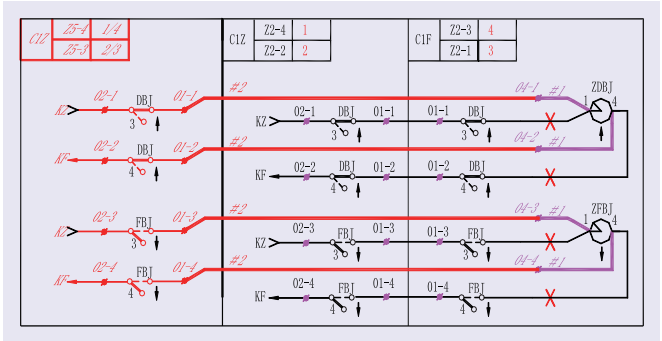 C1Z Z5-4 1/4
Z5-3 2/3
C1Z Z2-4 1
Z2-2 2
C1F Z2-3 4
Z2-1 3
KZ 02-1 DBJ 3 01-1 #2 04-1 #1 ZDBJ 1 4
KZ 02-1 DBJ 3 01-1 01-1 DBJ 3
KF 02-2 DBJ 4 01-2 #2 04-2 #1
KF 02-2 DBJ 4 01-2 01-2 DBJ 4
KZ 02-3 FBJ 3 01-3 #2 04-3 #1 ZFBJ 1 4
KZ 02-3 FBJ 3 01-3 01-3 FBJ 3
KF 02-4 FBJ 4 01-4 #2 04-4 #1
KF 02-4 FBJ 4 01-4 01-4 FBJ 4